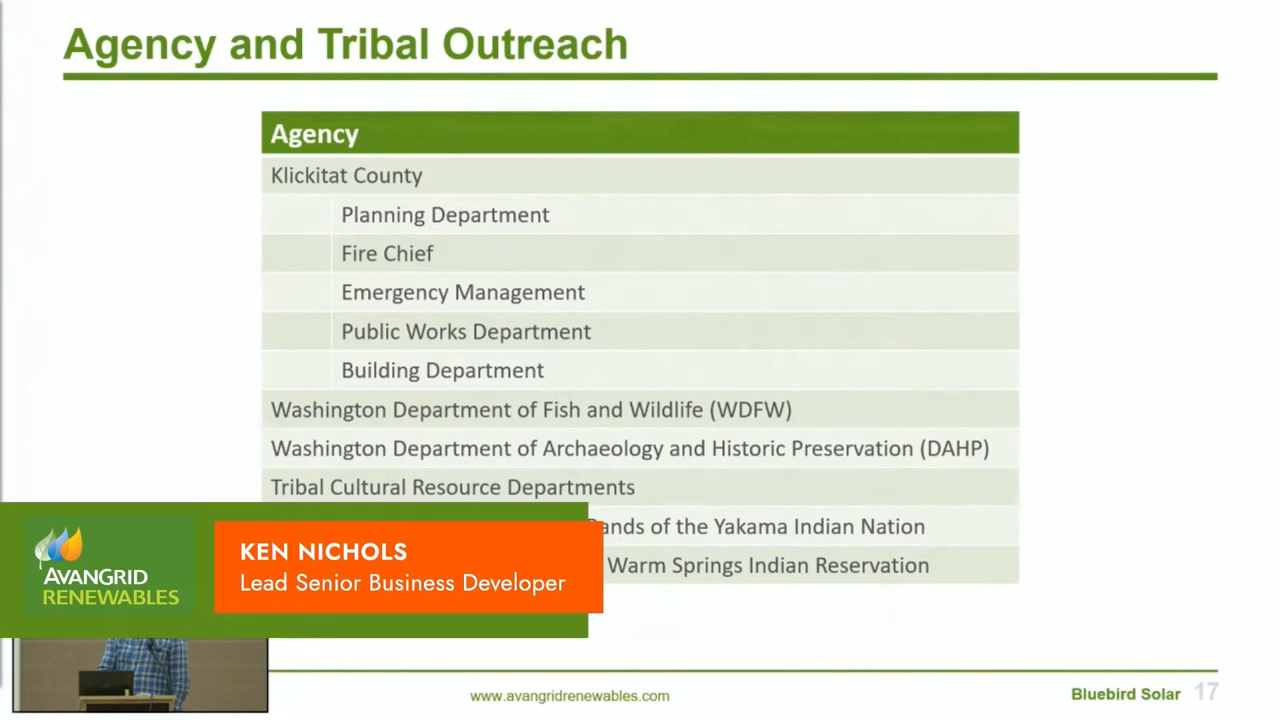 Agency and Tribal Outreach
Agency
Klickitat County
Planning Department
Fire Chief
Emergency Management
Public Works Department
Building Department
Washington Department of Fish and Wildlife (WDFW)
Washington Department of Archaeology and Historic Preservation (DAHP)
Tribal Cultural Resource Departments
Bands of the Yakama Indian Nation
Warm Springs Indian Reservation
AVANGRID
RENEWABLES
KEN NICHOLS
Lead Senior Business Developer
www.avangridrenewables.com
Bluebird Solar 17